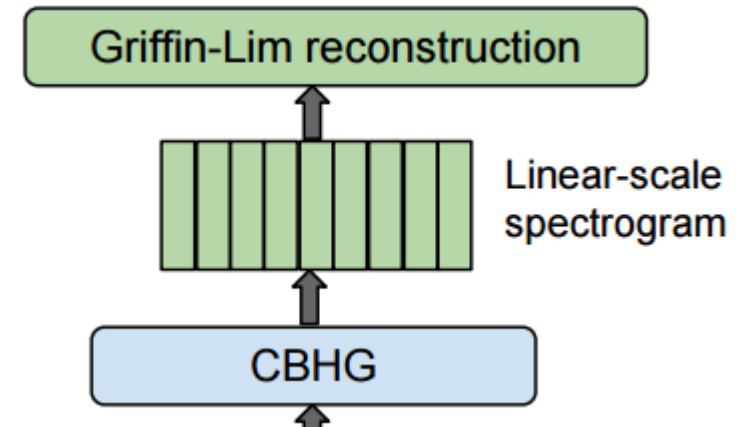 Griffin-Lim reconstruction
Linear-scale
spectrogram
CBHG